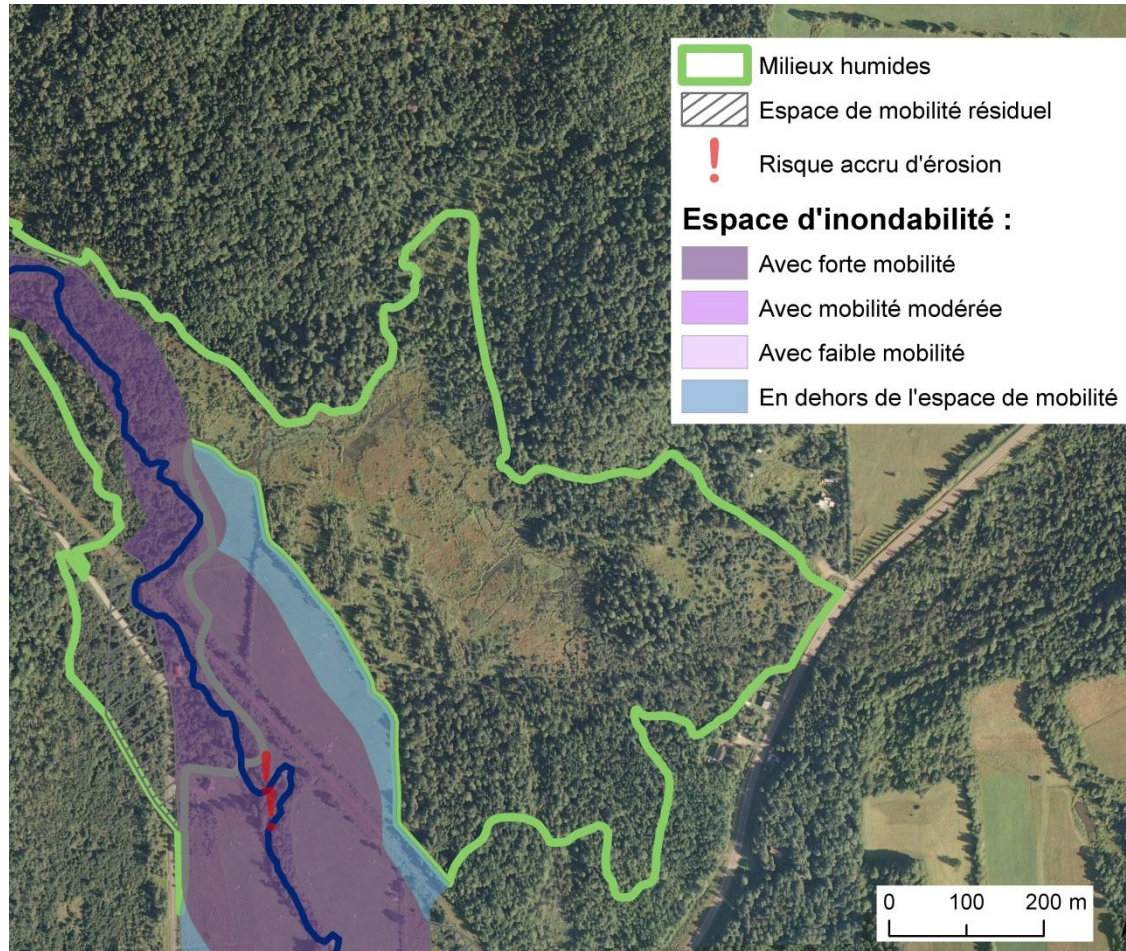 Milieux humides
Espace de mobilité résiduel
Risque accru d'érosion
Espace d'inondabilité :
Avec forte mobilité
Avec mobilité modérée
Avec faible mobilité
En dehors de l'espace de mobilité
0 100 200 m